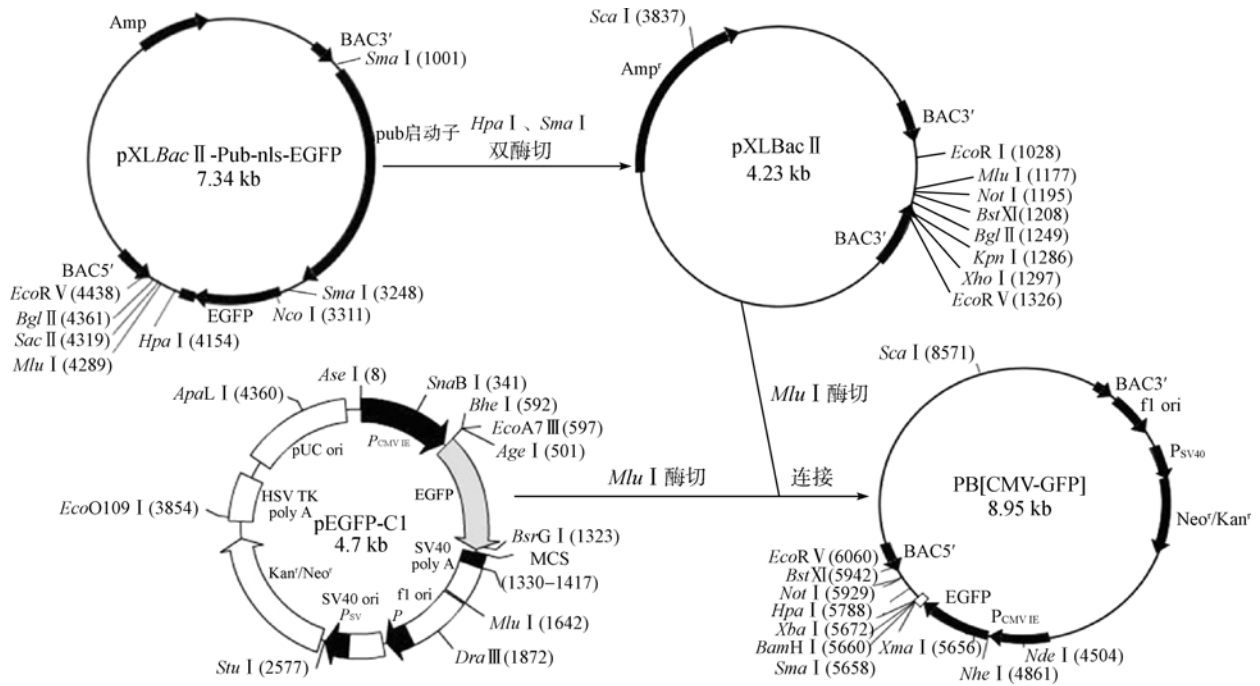 Amp
BAC3′
Sma Ⅰ (1001)
pub启动子
pXLBac Ⅱ -Pub-nls-EGFP
7.34 kb
BAC5′
EcoR Ⅴ (4438)
Bgl Ⅱ (4361)
Sac Ⅱ (4319)
Mlu Ⅰ (4289)
Hpa Ⅰ (4154)
EGFP
Nco Ⅰ (3311)
Sma Ⅰ (3248)
Hpa Ⅰ 、Sma Ⅰ
双酶切
Sca Ⅰ (3837)
Ampʳ
BAC3′
pXLBac Ⅱ
4.23 kb
EcoR Ⅰ (1028)
Mlu Ⅰ (1177)
Not Ⅰ (1195)
BstⅪ (1208)
Bgl Ⅱ (1249)
Kpn Ⅰ (1286)
Xho Ⅰ (1297)
EcoR Ⅴ (1326)
BAC3′
Mlu Ⅰ 酶切
Ase Ⅰ (8)
SnaB Ⅰ (341)
Bhe Ⅰ (592)
EcoA7 Ⅲ (597)
Age Ⅰ (501)
ApaL Ⅰ (4360)
pUC ori
PCMV IE
EGFP
HSV TK
poly A
EcoO109 Ⅰ (3854)
pEGFP-C1
4.7 kb
BsrG Ⅰ (1323)
MCS
(1330–1417)
SV40
poly A
Kanʳ/Neoʳ
f1 ori
SV40 ori
PSV
P
Mlu Ⅰ (1642)
Stu Ⅰ (2577)
Dra Ⅲ (1872)
Mlu Ⅰ 酶切
连接
Sca Ⅰ (8571)
BAC3′
f1 ori
PSV40
PB[CMV-GFP]
8.95 kb
Neoʳ/Kanʳ
BAC5′
EcoR Ⅴ (6060)
BstⅪ (5942)
Not Ⅰ (5929)
Hpa Ⅰ (5788)
Xba Ⅰ (5672)
BamH Ⅰ (5660)
Sma Ⅰ (5658)
EGFP
PCMV IE
Xma Ⅰ (5656)
Nde Ⅰ (4504)
Nhe Ⅰ (4861)